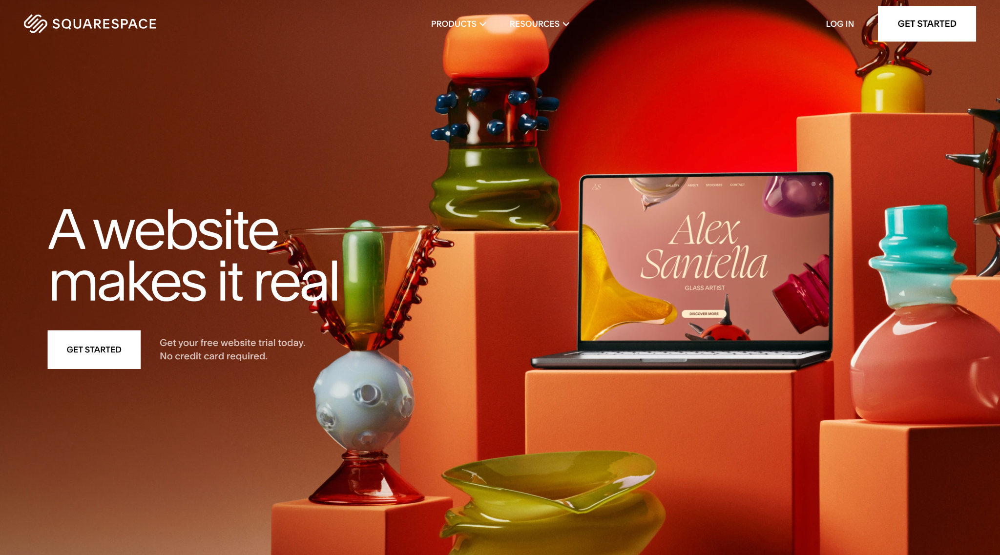 SQUARESPACE
PRODUCTS
RESOURCES
LOG IN
GET STARTED
A website
makes it real
GET STARTED
Get your free website trial today.
No credit card required.
AS
GALLERY
ABOUT
STOCKISTS
CONTACT
Alex
Santella
GLASS ARTIST
DISCOVER MORE